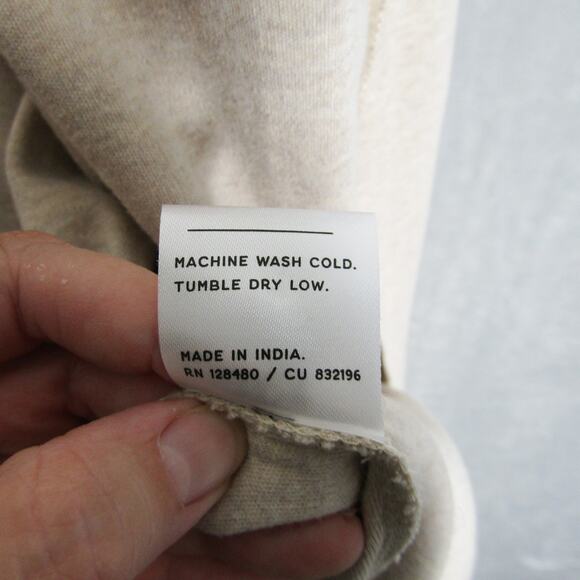 MACHINE WASH COLD.
TUMBLE DRY LOW.
MADE IN INDIA.
RN 128480 / CU 832196